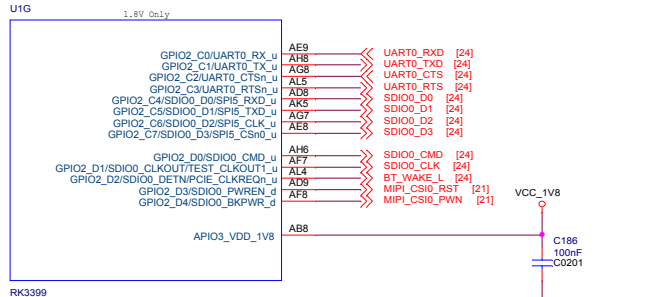 U1G
1.8V Only
GPIO2_C0/UART0_RX_u AE9 UART0_RXD [24]
GPIO2_C1/UART0_TX_u AH8 UART0_TXD [24]
GPIO2_C2/UART0_CTSn_u AG8 UART0_CTS [24]
GPIO2_C3/UART0_RTSn_u AL5 UART0_RTS [24]
GPIO2_C4/SDIO0_D0/SPI5_RXD_u AD8 SDIO0_D0 [24]
GPIO2_C5/SDIO0_D1/SPI5_TXD_u AK5 SDIO0_D1 [24]
GPIO2_C6/SDIO0_D2/SPI5_CLK_u AG7 SDIO0_D2 [24]
GPIO2_C7/SDIO0_D3/SPI5_CSn0_u AE8 SDIO0_D3 [24]
GPIO2_D0/SDIO0_CMD_u AH6 SDIO0_CMD [24]
GPIO2_D1/SDIO0_CLKOUT/TEST_CLKOUT1_u AF7 SDIO0_CLK [24]
GPIO2_D2/SDIO0_DETN/PCIE_CLKREQn_u AL4 BT_WAKE_L [24]
GPIO2_D3/SDIO0_PWREN_d AD9 MIPI_CSI0_RST [21]
GPIO2_D4/SDIO0_BKPWR_d AF8 MIPI_CSI0_PWN [21]
VCC_1V8
APIO3_VDD_1V8 AB8
C186
100nF
C0201
RK3399